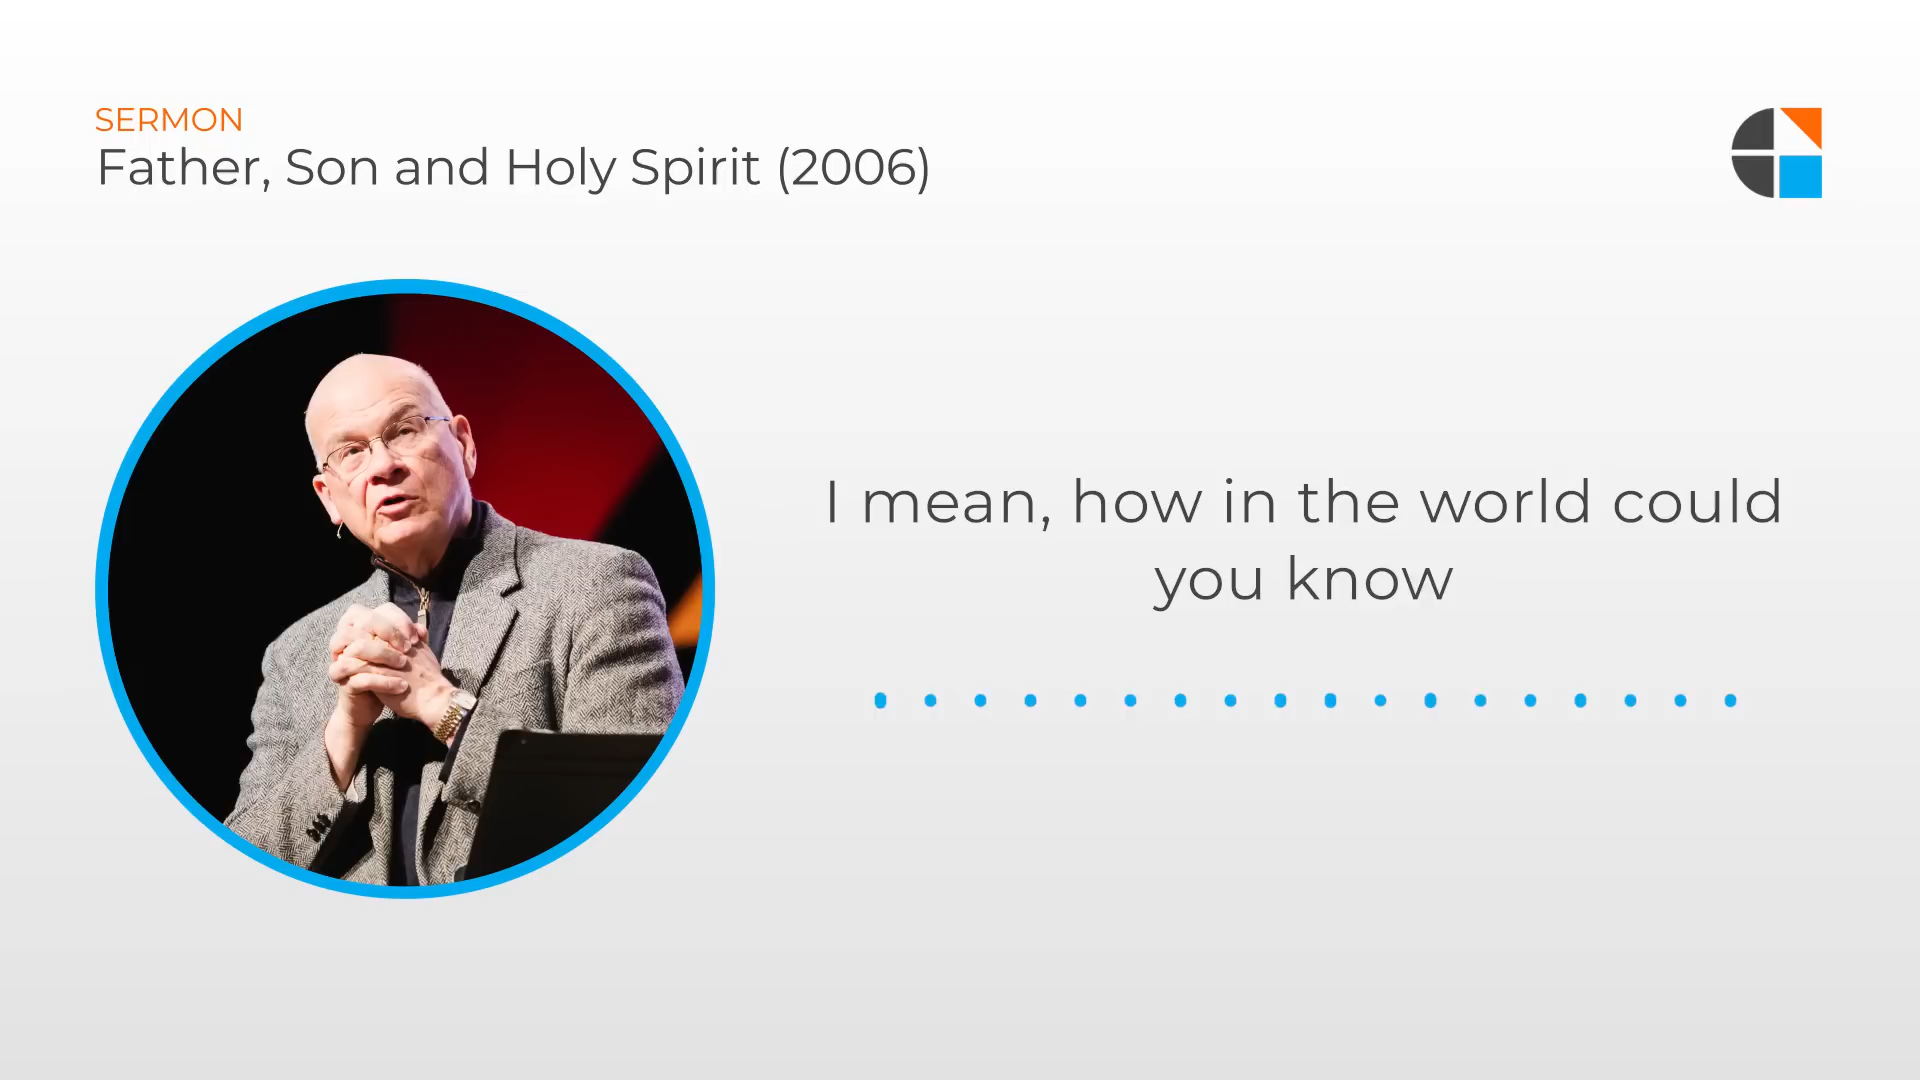 SERMON
Father, Son and Holy Spirit (2006)
I mean, how in the world could
you know